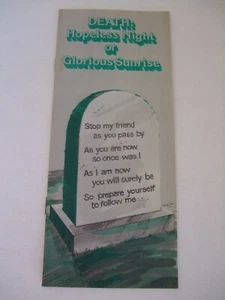 DEATH:
Hopeless Night
or
Glorious Sunrise
Stop my friend
as you pass by
As you are now
so once was I
As I am now
you will surely be
So prepare yourself
to follow me